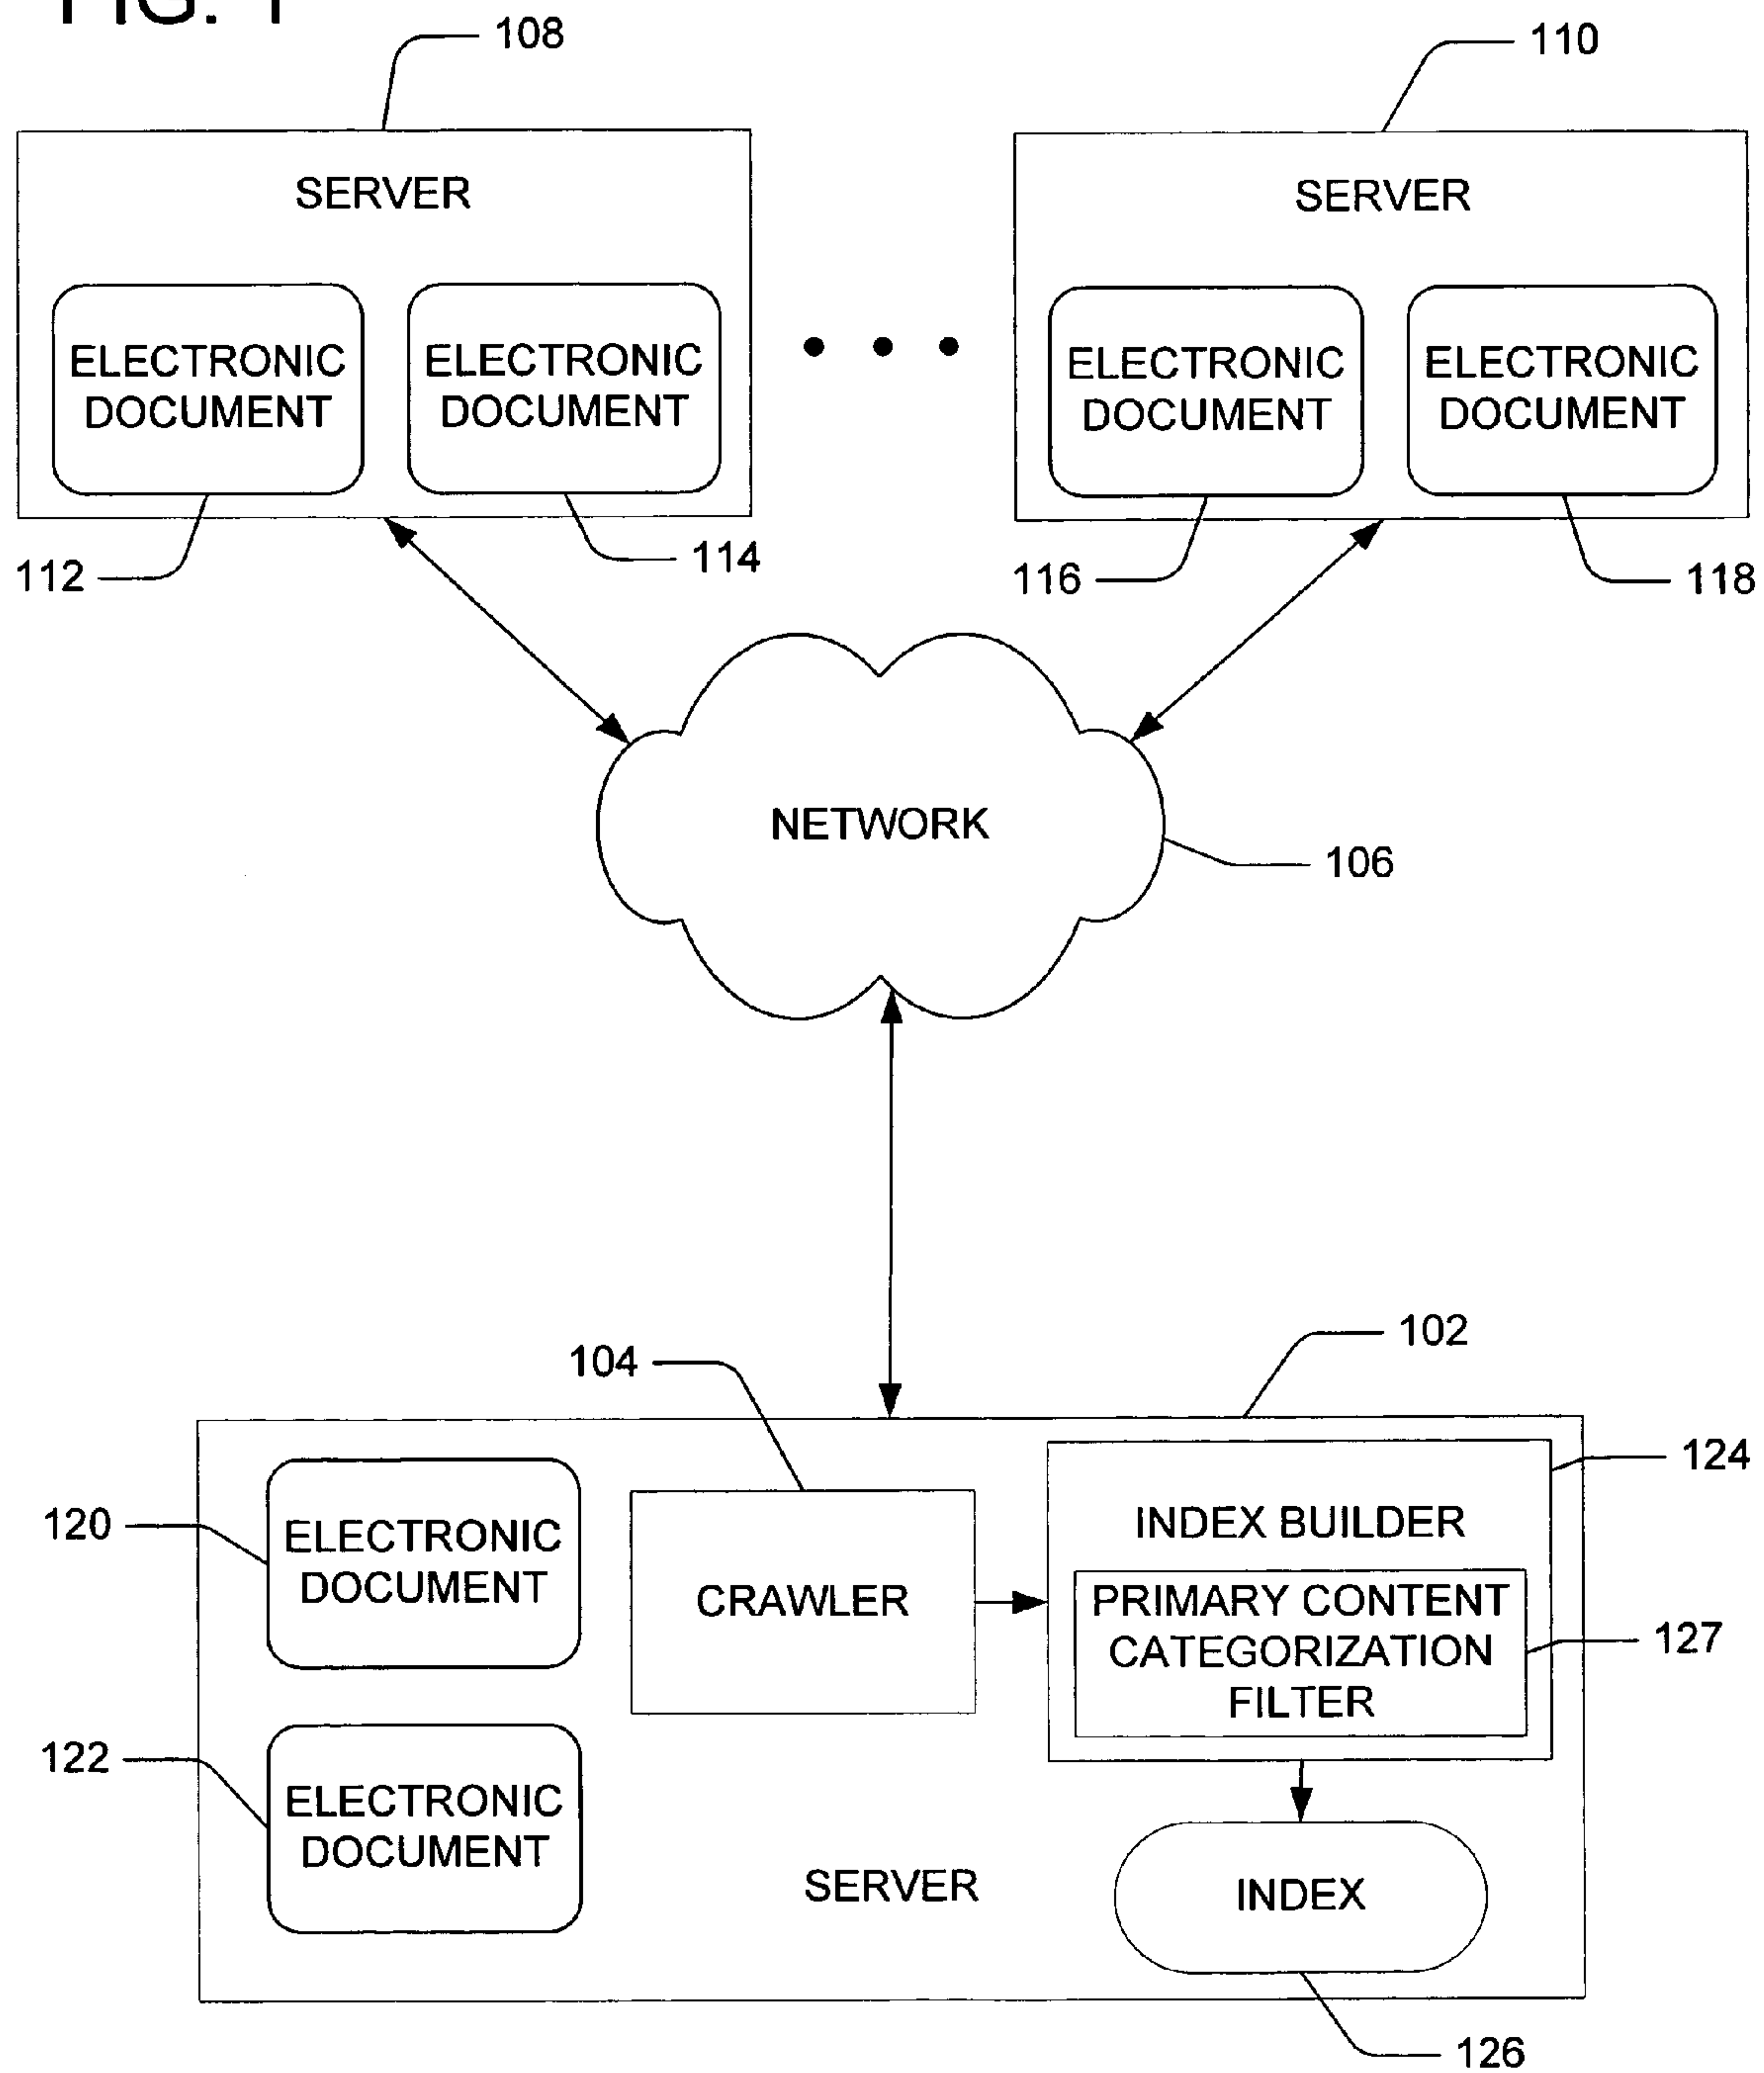 FIG. 1
108
110
SERVER
SERVER
ELECTRONIC
DOCUMENT
ELECTRONIC
DOCUMENT
ELECTRONIC
DOCUMENT
ELECTRONIC
DOCUMENT
112
114
116
118
NETWORK
106
102
104
124
120
ELECTRONIC
DOCUMENT
CRAWLER
INDEX BUILDER
PRIMARY CONTENT
CATEGORIZATION
FILTER
127
122
ELECTRONIC
DOCUMENT
SERVER
INDEX
126